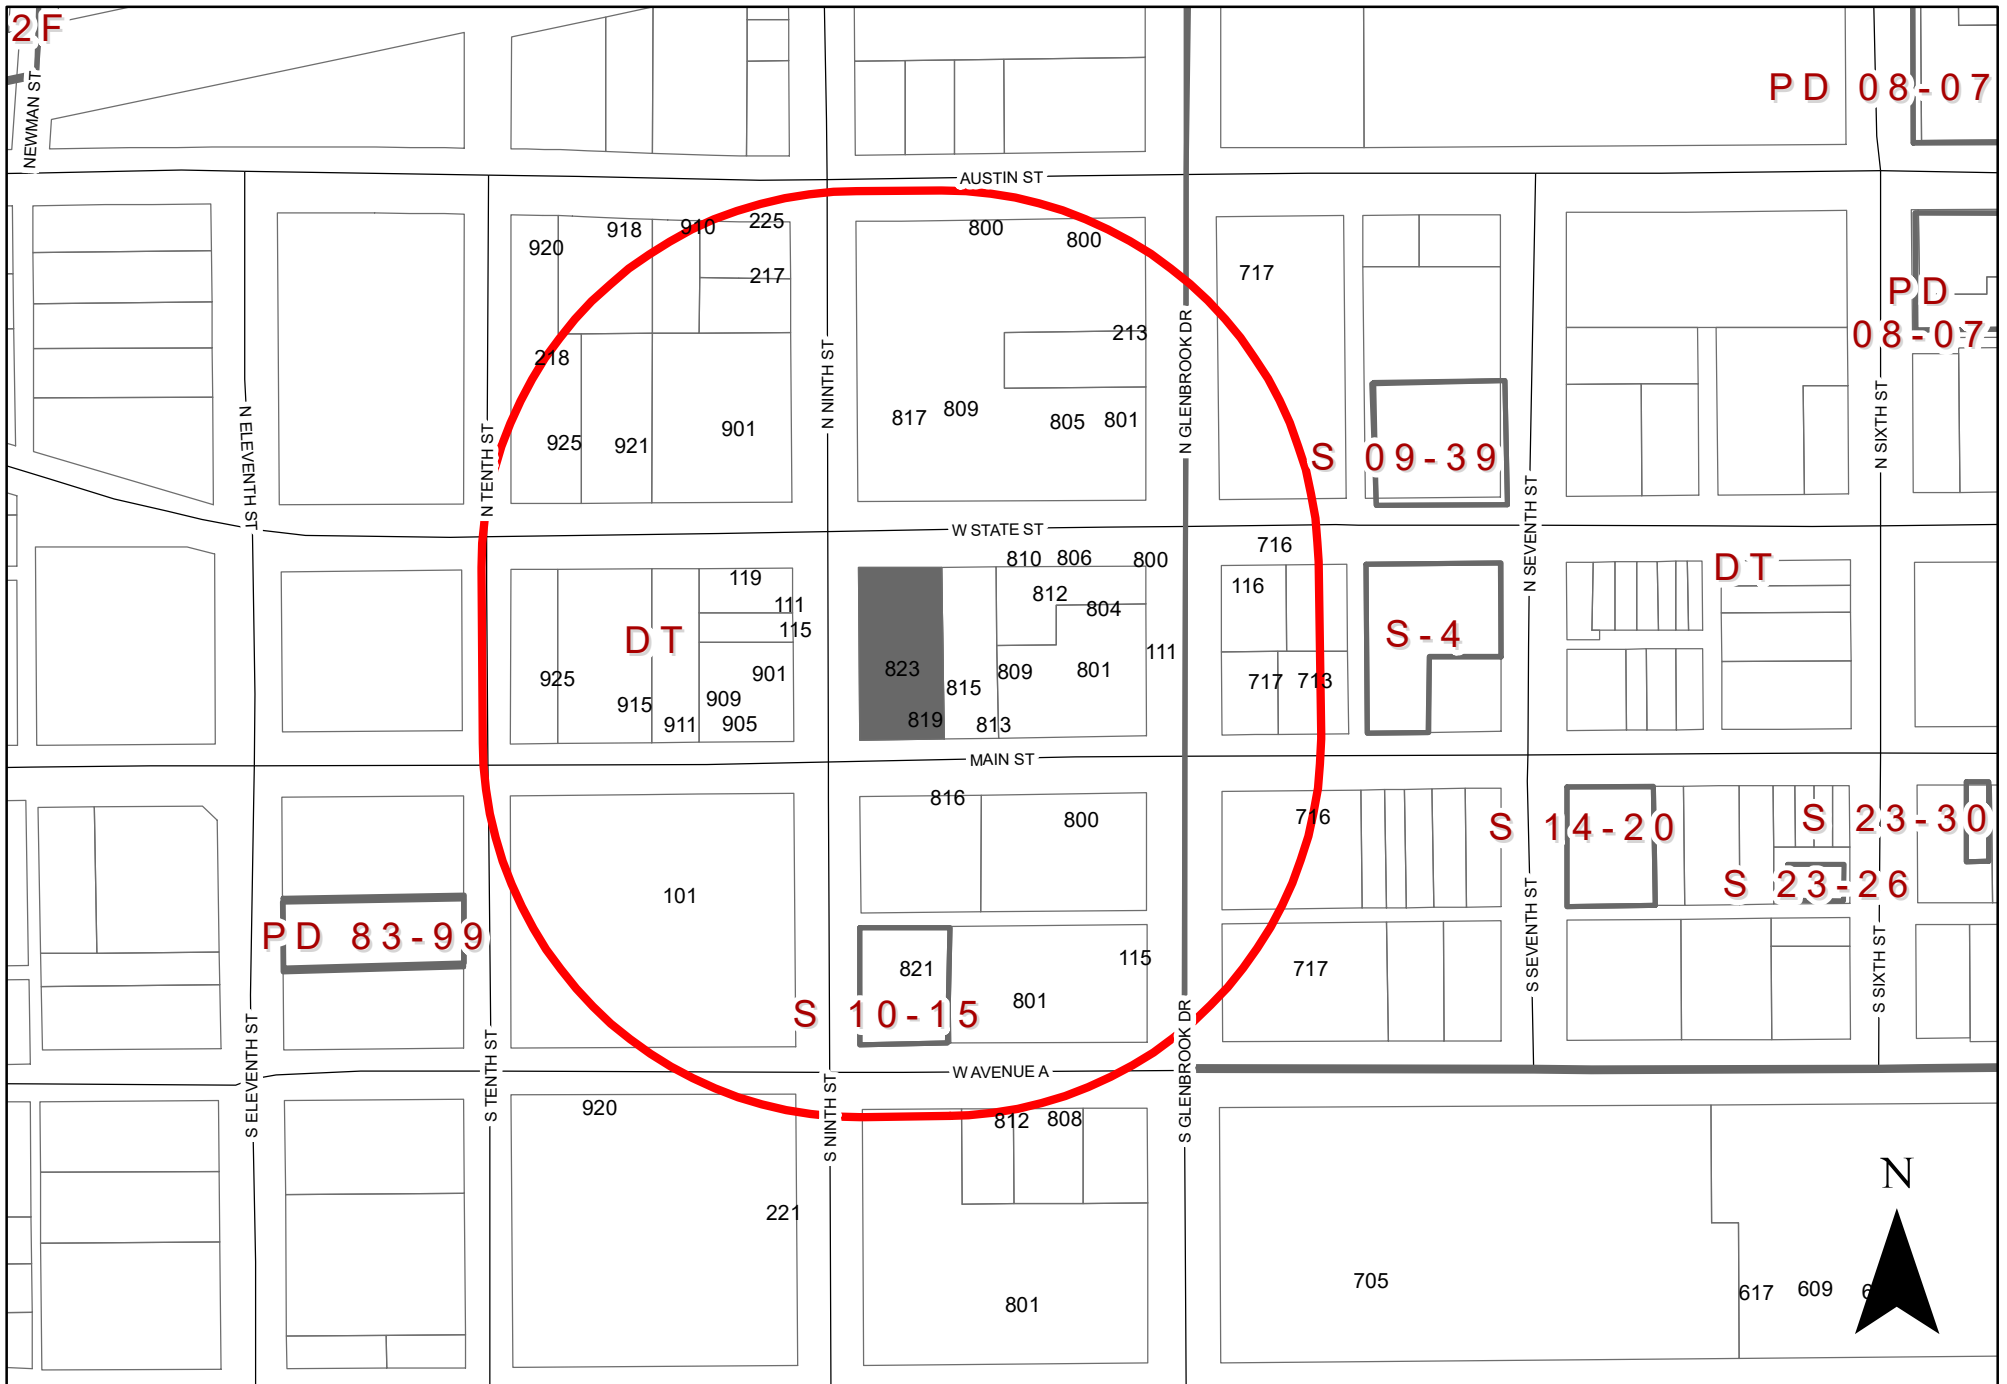 2F
NEWMAN ST
PD 08-07
AUSTIN ST
920
918
910
225
217
800
800
717
PD
08-07
218
213
N NINTH ST
N GLENBROOK DR
N SIXTH ST
N ELEVENTH ST
N TENTH ST
925
921
901
817
809
805
801
S 09-39
N SEVENTH ST
W STATE ST
810
806
800
716
119
111
115
812
804
116
DT
DT
S-4
925
915
911
909
901
905
823
819
815
813
809
801
111
717
713
MAIN ST
816
800
716
S 14-20
S 23-30
S 23-26
101
PD 83-99
821
S 10-15
801
115
717
S SEVENTH ST
S SIXTH ST
S ELEVENTH ST
S TENTH ST
S NINTH ST
S GLENBROOK DR
W AVENUE A
920
812
808
221
801
705
617
609
N